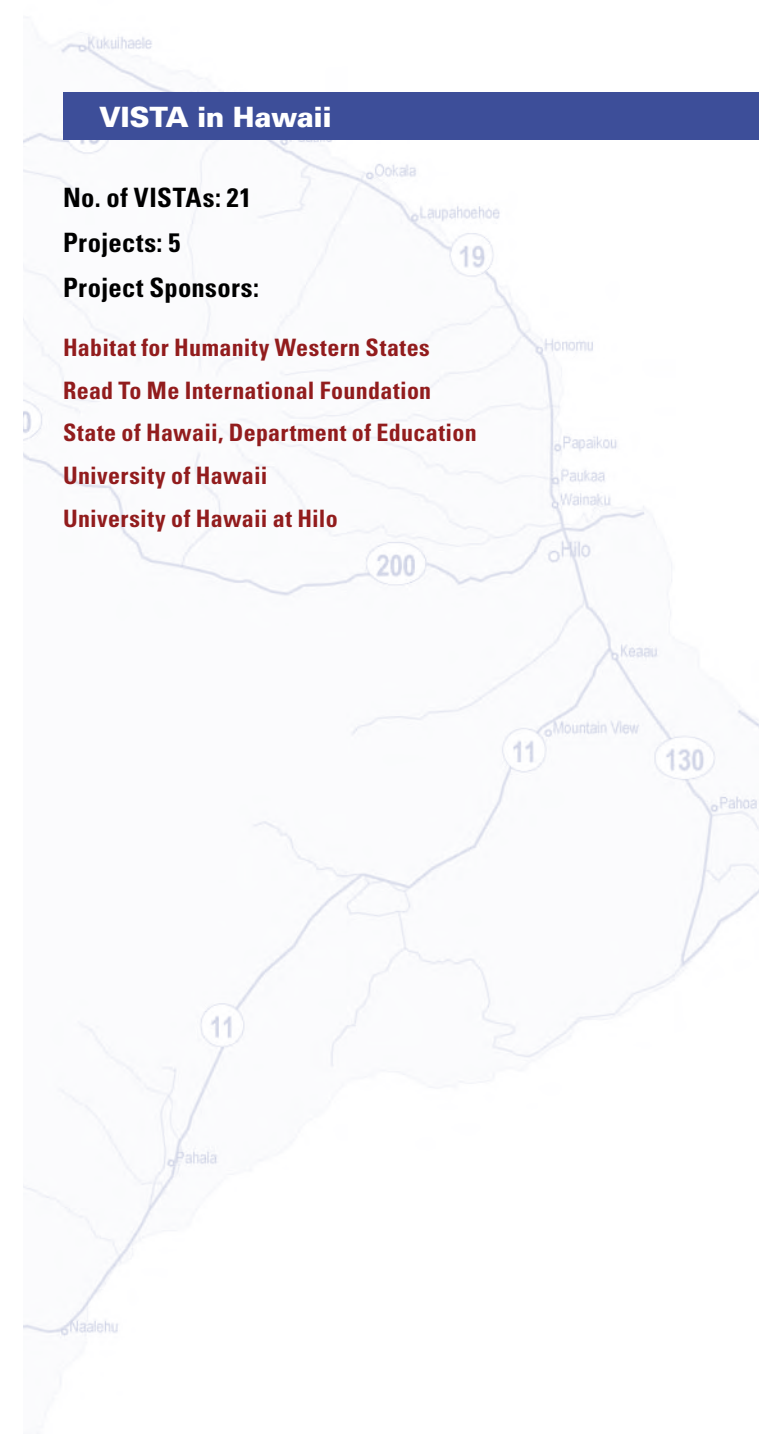 Kukuihaele
VISTA in Hawaii
Ookala
No. of VISTAs: 21
Laupahoehoe
Projects: 5
19
Project Sponsors:
Habitat for Humanity Western States
Honomu
Read To Me International Foundation
State of Hawaii, Department of Education
Papaikou
University of Hawaii
Paukaa
Wainaku
University of Hawaii at Hilo
Hilo
200
Keaau
Mountain View
11
130
Pahoa
11
Pahala
Naalehu